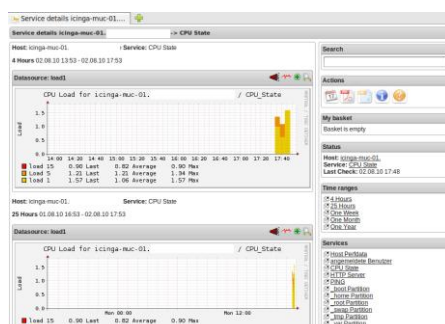 Service details icinga-muc-01....
Service details icinga-muc-01. -> CPU State
Host: icinga-muc-01. Service: CPU State
4 Hours 02.08.10 13:53 - 02.08.10 17:53
Datasource: load1
CPU Load for icinga-muc-01. / CPU_State
Load
1.5
1.0
0.5
0.0
14:00 14:20 14:40 15:00 15:20 15:40 16:00 16:20 16:40 17:00 17:20 17:40
load 15 0.90 Last 0.82 Average 0.90 Max
Load 5 1.21 Last 1.21 Average 1.34 Max
load 1 1.57 Last 1.06 Average 1.57 Max
Host: icinga-muc-01. Service: CPU State
25 Hours 01.08.10 16:53 - 02.08.10 17:53
Datasource: load1
CPU Load for icinga-muc-01. / CPU_State
Load
1.5
1.0
0.5
0.0
Mon 00:00 Mon 12:00
load 15 0.90 Last 0.82 Average 0.90 Max
Search
Actions
My basket
Basket is empty
Status
Host: icinga-muc-01.
Service: CPU State
Last Check: 02.08.10 17:48
Time ranges
4 Hours
25 Hours
One Week
One Month
One Year
Services
Host Perfdata
angemeldete Benutzer
CPU State
HTTP Server
PING
_boot Partition
_home Partition
_root Partition
_swap Partition
_tmp Partition
_usr Partition